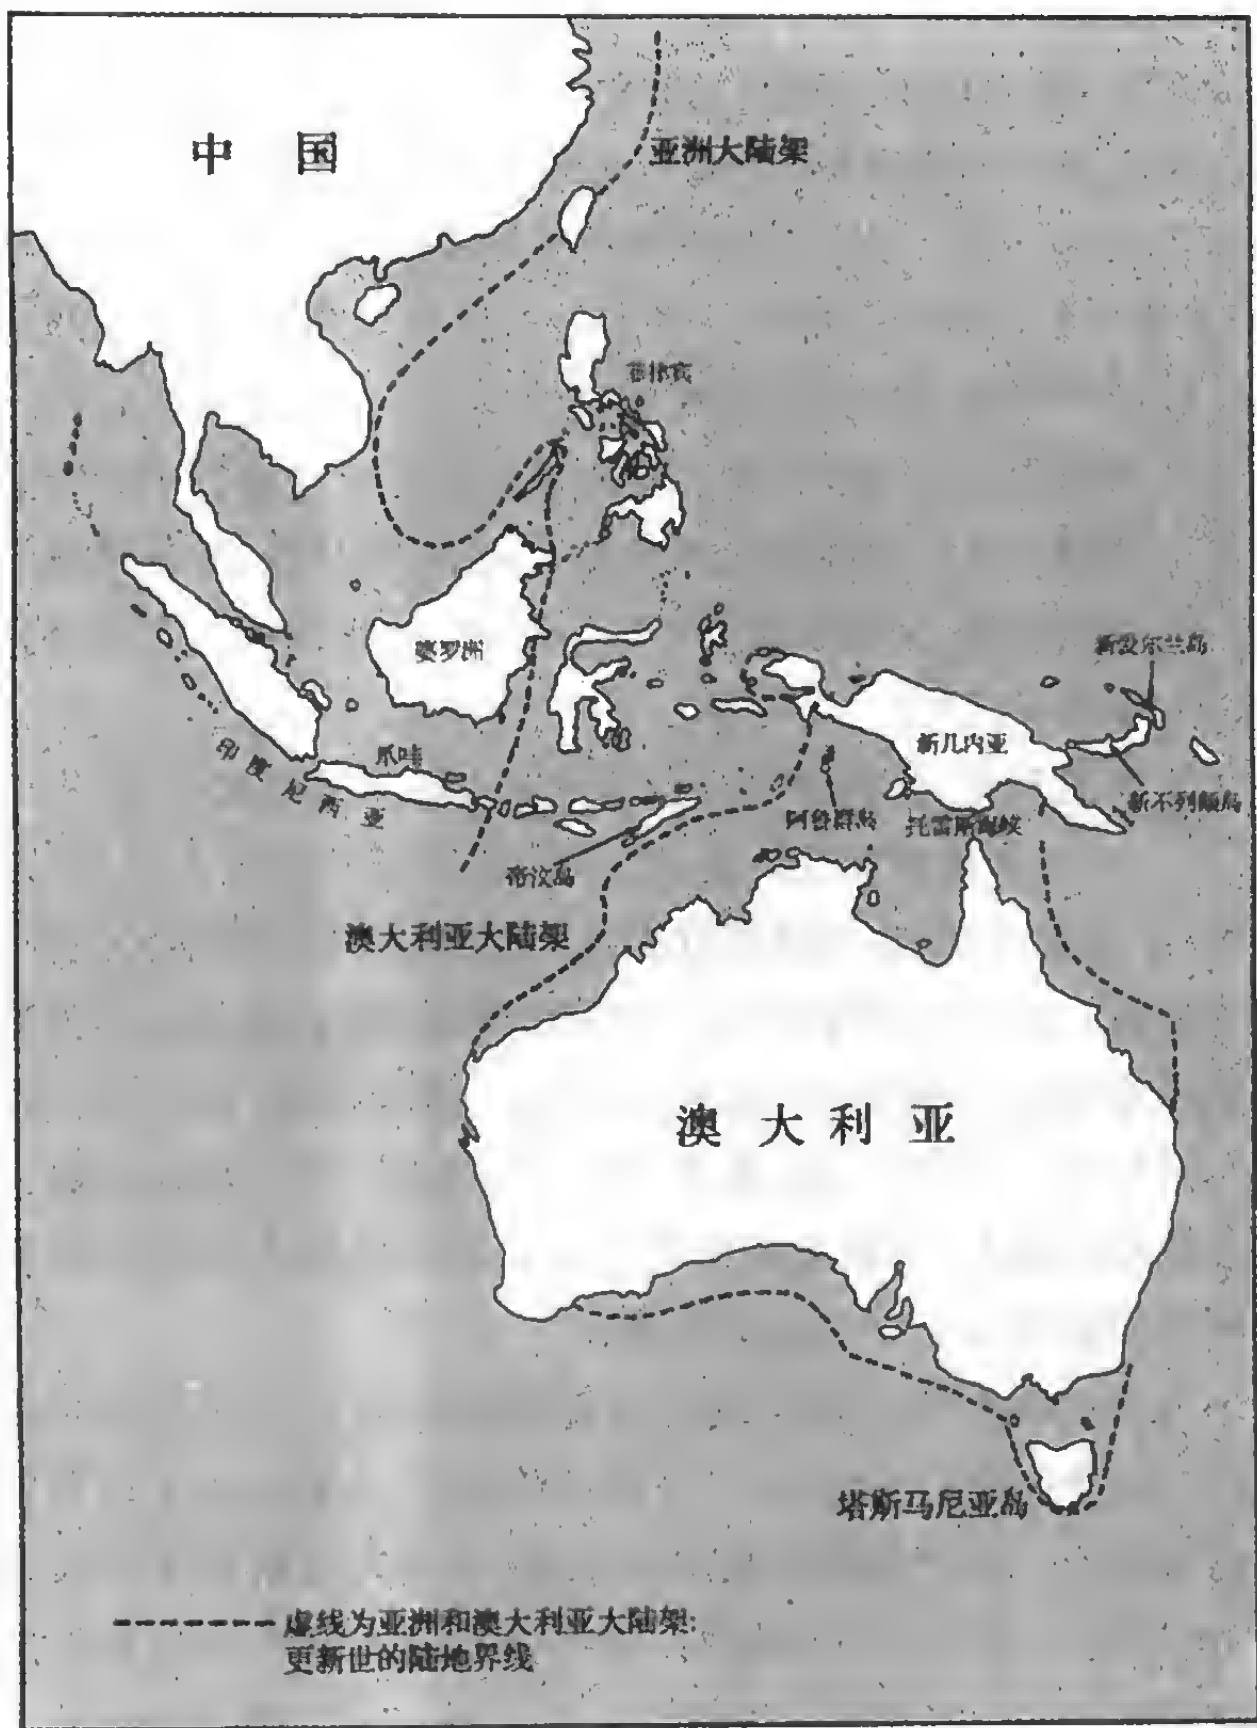 中国
亚洲大陆架
菲律宾
婆罗洲
新爱尔兰岛
印度尼西亚
爪哇
新几内亚
新不列颠岛
阿鲁群岛
托雷斯海峡
帝汶岛
澳大利亚大陆架
澳大利亚
塔斯马尼亚岛
虚线为亚洲和澳大利亚大陆架:
更新世的陆地界线